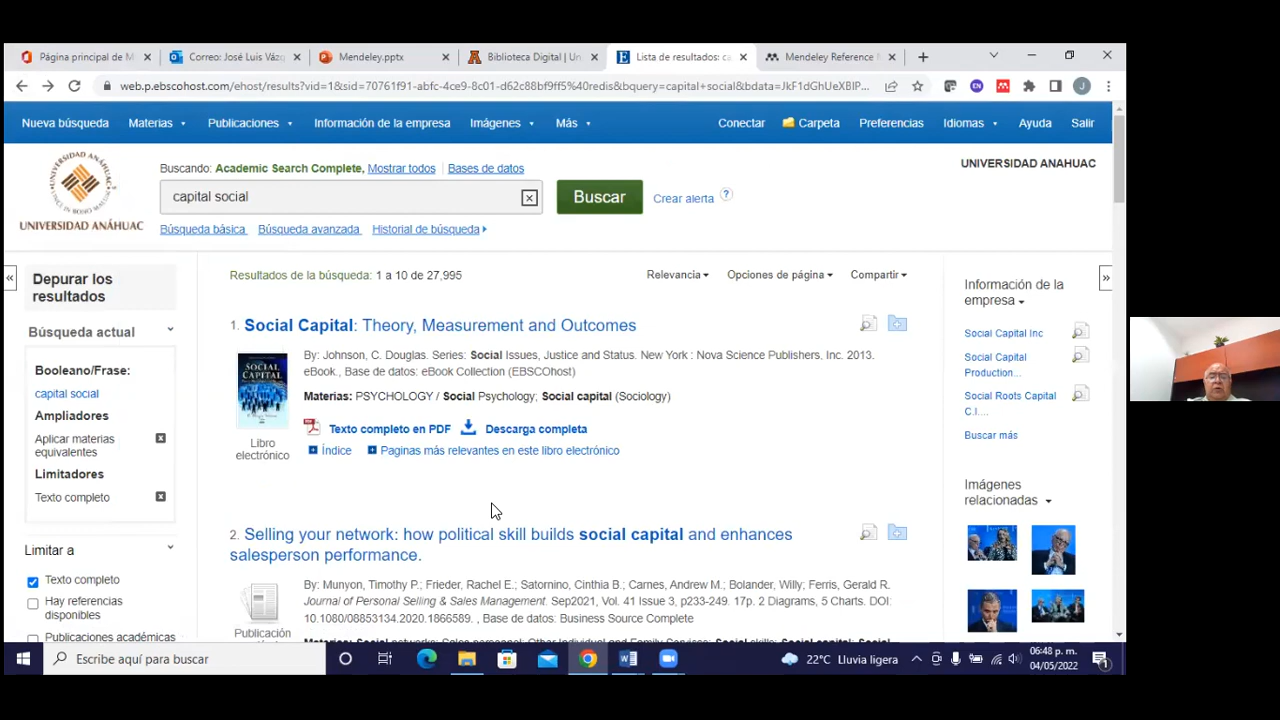 Página principal de M
Correo: José Luis Vázq
Mendeley.pptx
Biblioteca Digital | Un
Lista de resultados: ca
Mendeley Reference M
web.p.ebscohost.com/ehost/results?vid=1&sid=70761f91-abfc-4ce9-8c01-d62c88bf9ff5%40redis&bquery=capital+social&bdata=JkF1dGhUeXBlP...
Nueva búsqueda
Materias
Publicaciones
Información de la empresa
Imágenes
Más
Conectar
Carpeta
Preferencias
Idiomas
Ayuda
Salir
UNIVERSIDAD ANÁHUAC
Buscando: Academic Search Complete, Mostrar todos Bases de datos
capital social
Buscar
Crear alerta ?
Búsqueda básica Búsqueda avanzada Historial de búsqueda
UNIVERSIDAD ANAHUAC
Depurar los
resultados
Búsqueda actual
Booleano/Frase:
capital social
Ampliadores
Aplicar materias
equivalentes
Limitadores
Texto completo
Limitar a
Texto completo
Hay referencias
disponibles
Publicaciones académicas
Resultados de la búsqueda: 1 a 10 de 27,995
Relevancia Opciones de página Compartir
1. Social Capital: Theory, Measurement and Outcomes
By: Johnson, C. Douglas. Series: Social Issues, Justice and Status. New York : Nova Science Publishers, Inc. 2013.
eBook., Base de datos: eBook Collection (EBSCOhost)
Materias: PSYCHOLOGY / Social Psychology; Social capital (Sociology)
SOCIAL
CAPITAL
Libro
electrónico
Texto completo en PDF Descarga completa
Índice Paginas más relevantes en este libro electrónico
2. Selling your network: how political skill builds social capital and enhances
salesperson performance.
By: Munyon, Timothy P.; Frieder, Rachel E.; Satornino, Cinthia B.; Carnes, Andrew M.; Bolander, Willy; Ferris, Gerald R.
Journal of Personal Selling & Sales Management. Sep2021, Vol. 41 Issue 3, p233-249. 17p. 2 Diagrams, 5 Charts. DOI:
10.1080/08853134.2020.1866589. , Base de datos: Business Source Complete
Publicación
Información de la
empresa
Social Capital Inc
Social Capital
Production...
Social Roots Capital
C.I....
Buscar más
Imágenes
relacionadas
Escribe aquí para buscar
22°C Lluvia ligera
06:48 p. m.
04/05/2022